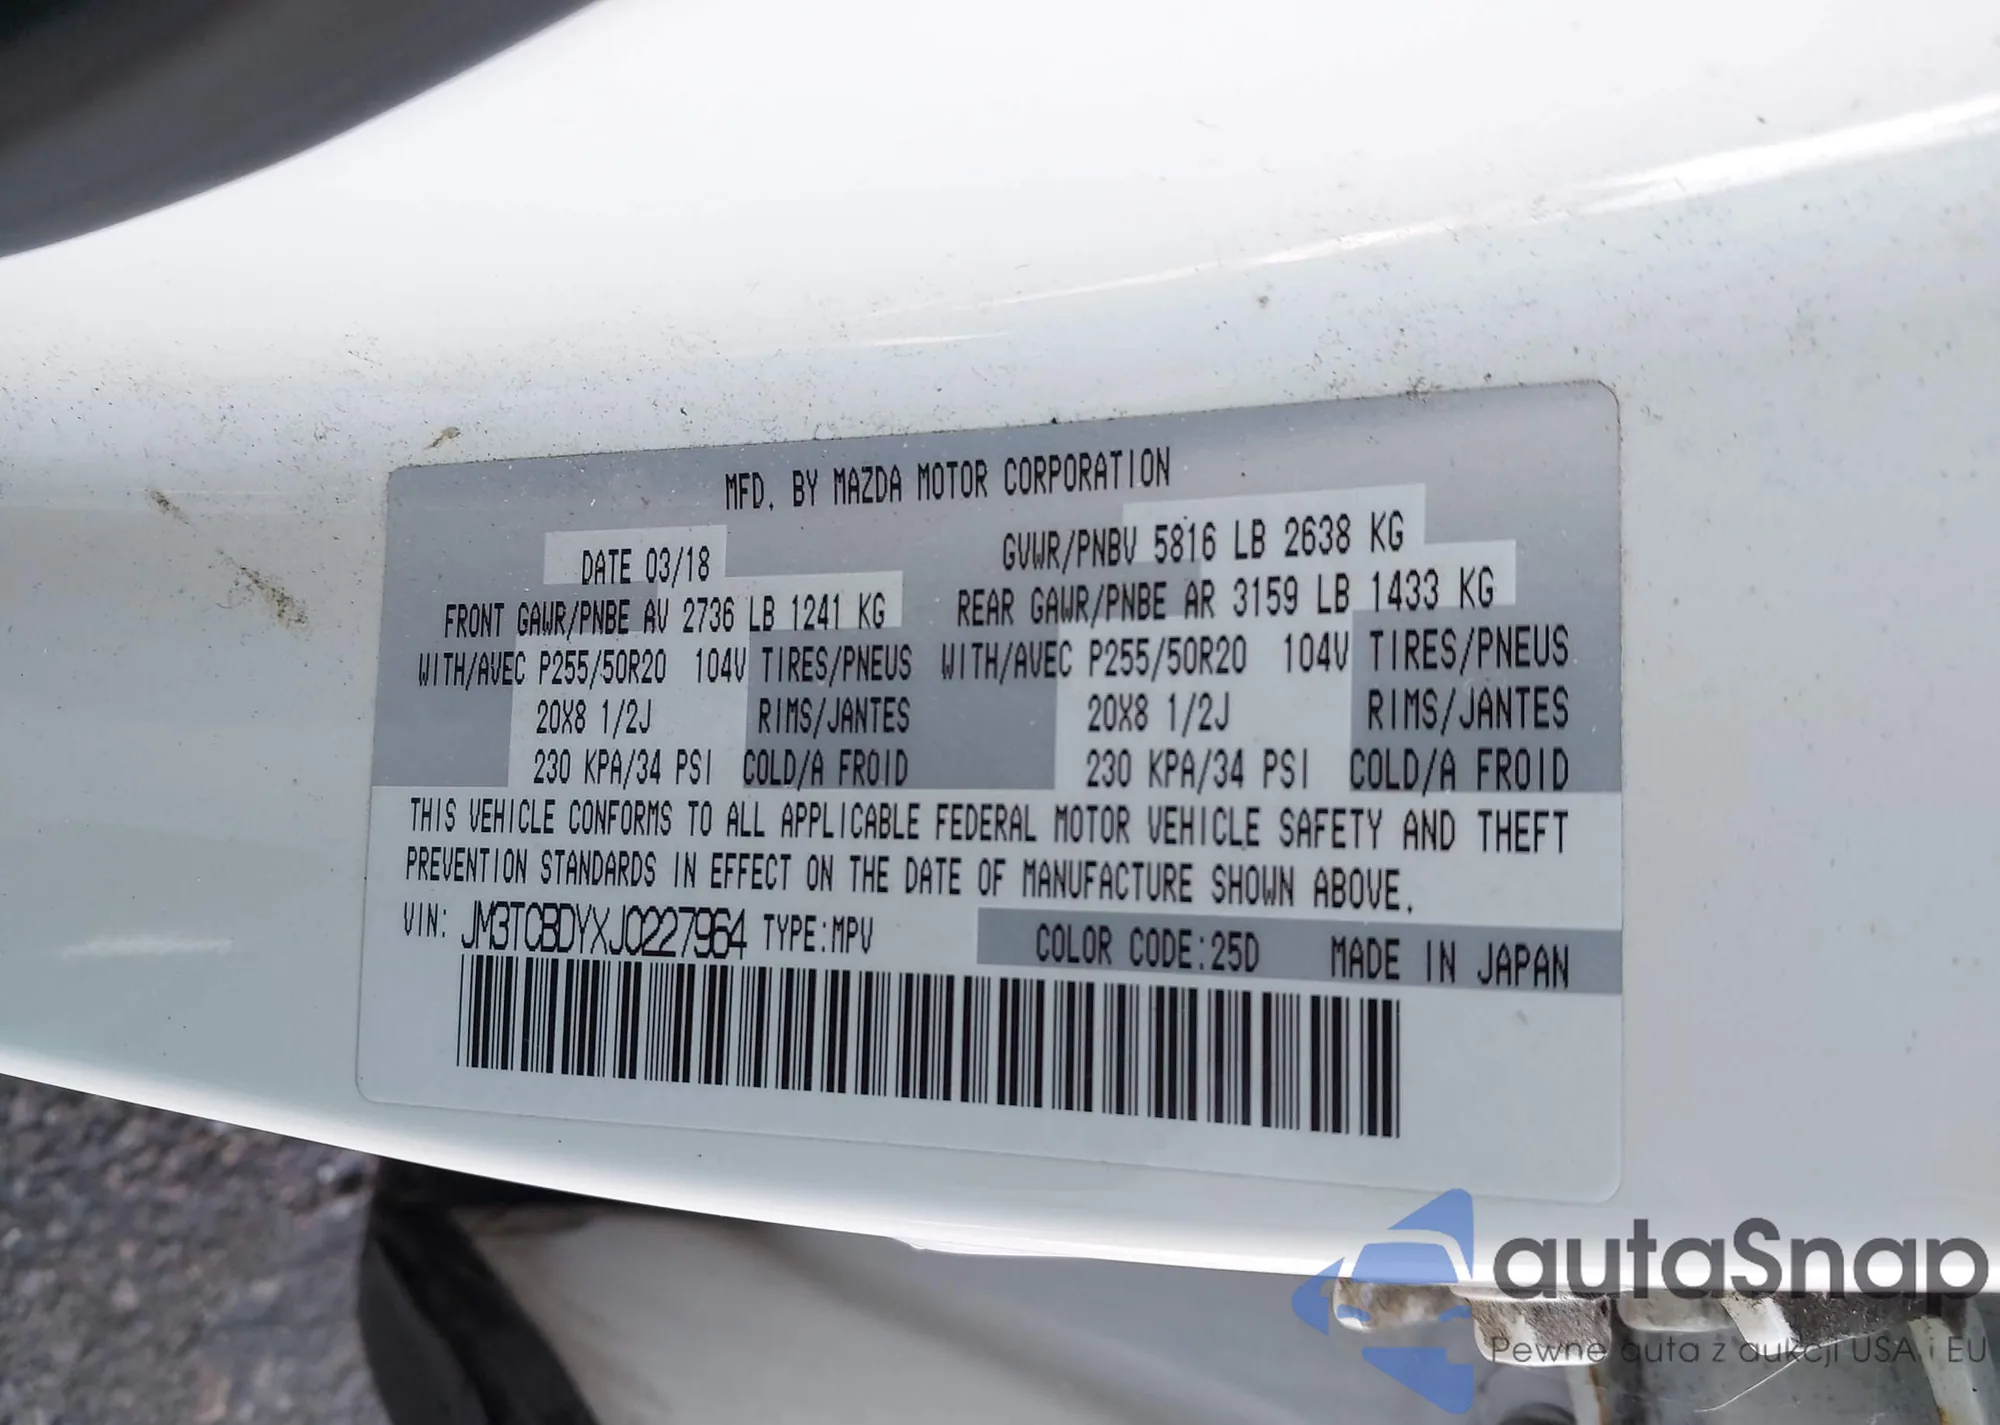 MFD. BY MAZDA MOTOR CORPORATION
DATE 03/18
GVWR/PNBV 5816 LB 2638 KG
FRONT GAWR/PNBE AV 2736 LB 1241 KG
REAR GAWR/PNBE AR 3159 LB 1433 KG
WITH/AVEC P255/50R20 104V TIRES/PNEUS WITH/AVEC P255/50R20 104V TIRES/PNEUS
20X8 1/2J RIMS/JANTES 20X8 1/2J RIMS/JANTES
230 KPA/34 PSI COLD/A FROID 230 KPA/34 PSI COLD/A FROID
THIS VEHICLE CONFORMS TO ALL APPLICABLE FEDERAL MOTOR VEHICLE SAFETY AND THEFT
PREVENTION STANDARDS IN EFFECT ON THE DATE OF MANUFACTURE SHOWN ABOVE.
VIN: JM3TCBDYXJ0227964 TYPE:MPV COLOR CODE:25D MADE IN JAPAN
autaSnap
Pewne auta z aukcji USA i EU